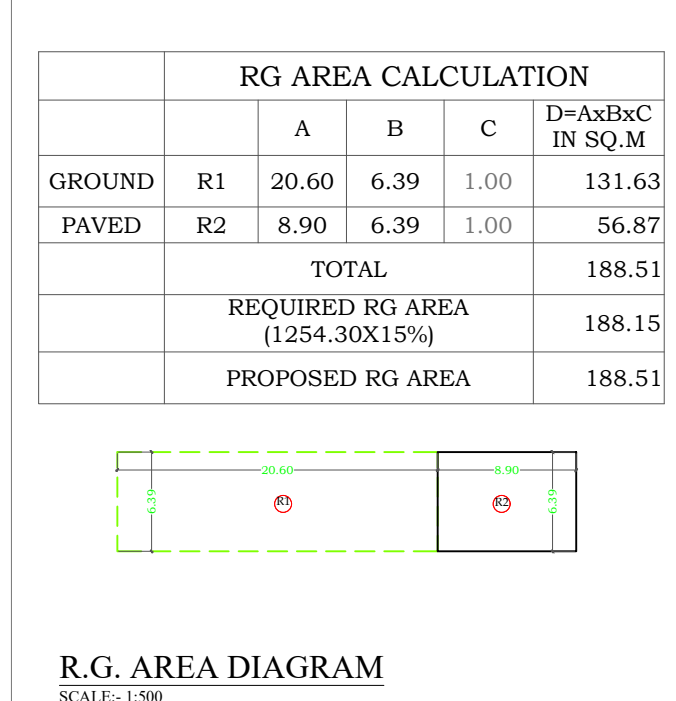 RG AREA CALCULATION
A B C D=AxBxC
IN SQ.M
GROUND R1 20.60 6.39 1.00 131.63
PAVED R2 8.90 6.39 1.00 56.87
TOTAL 188.51
REQUIRED RG AREA
(1254.30X15%) 188.15
PROPOSED RG AREA 188.51
20.60 8.90
6.39 R1 R2 6.39
R.G. AREA DIAGRAM
SCALE:- 1:500